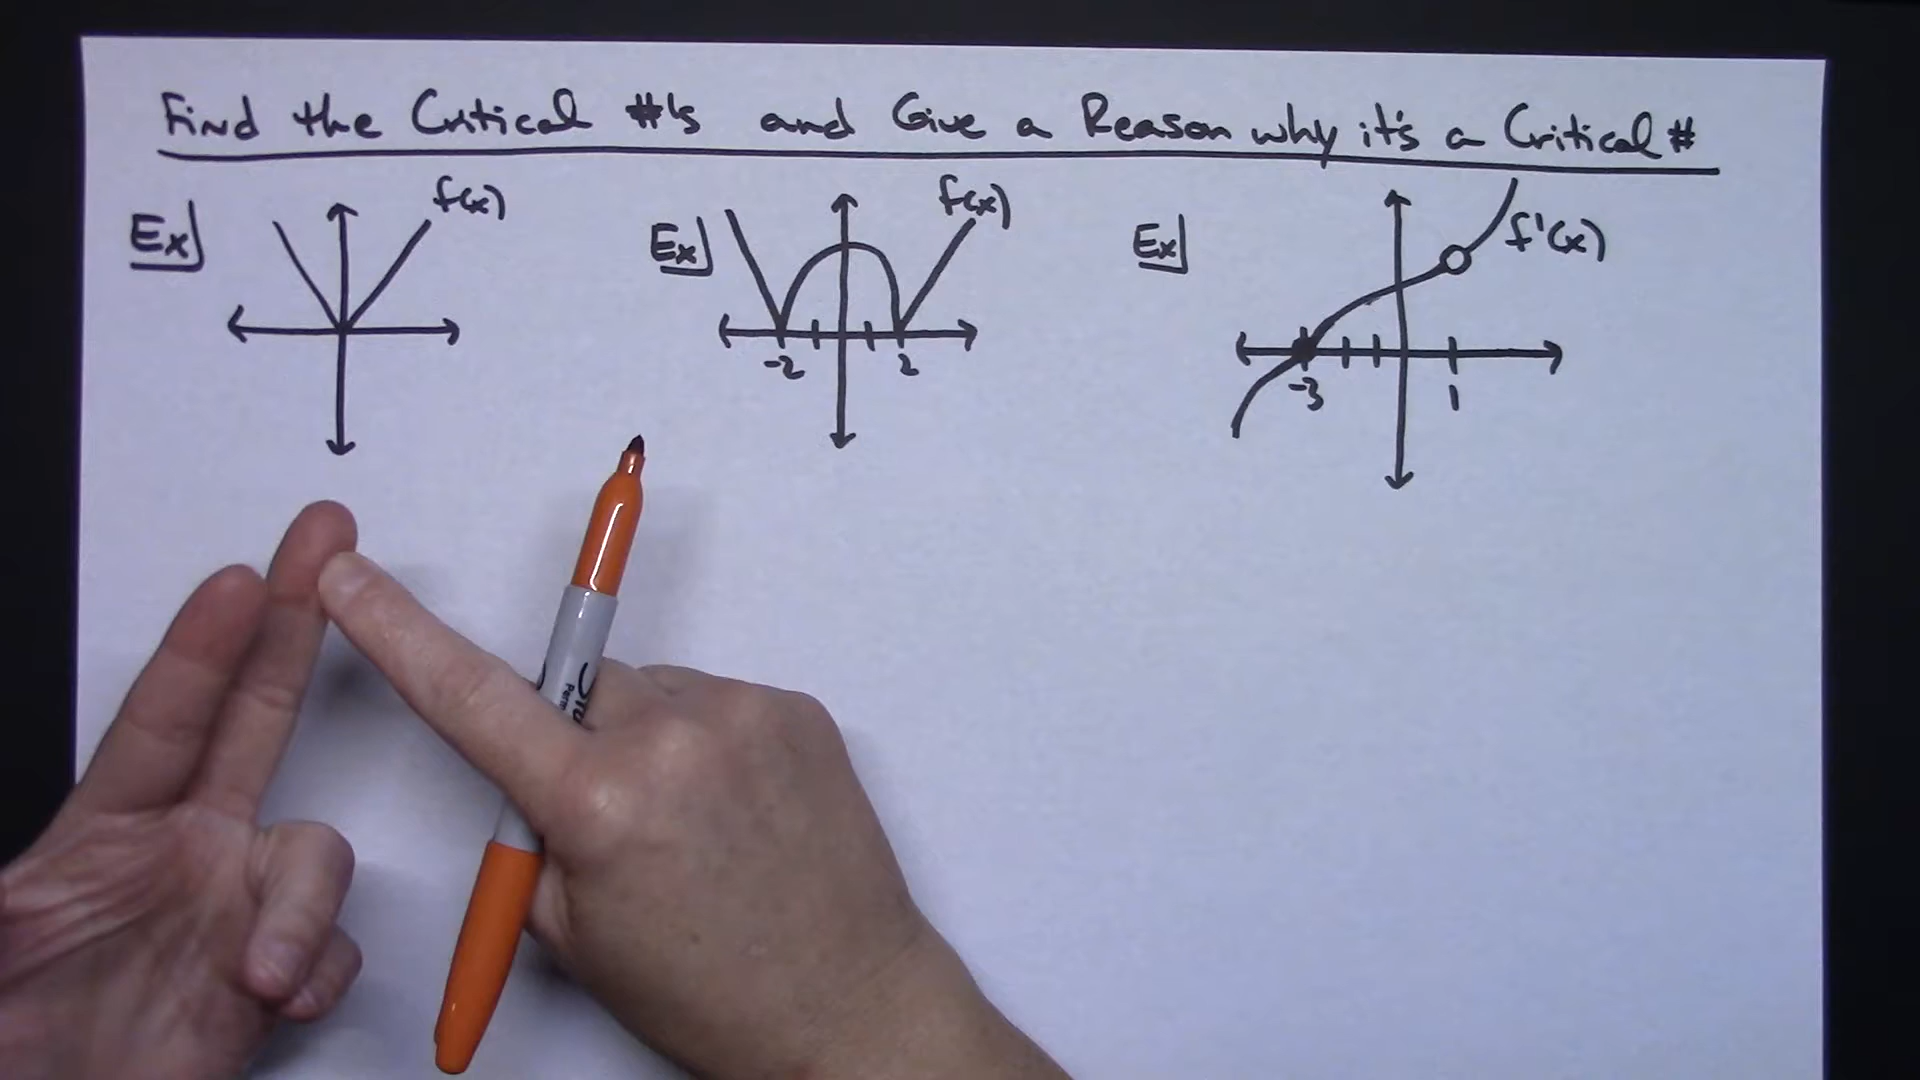 Find the Critical #'s and Give a Reason why it's a Critical #
Ex f(x)
Ex f(x)
-2 2
Ex f'(x)
-3 1